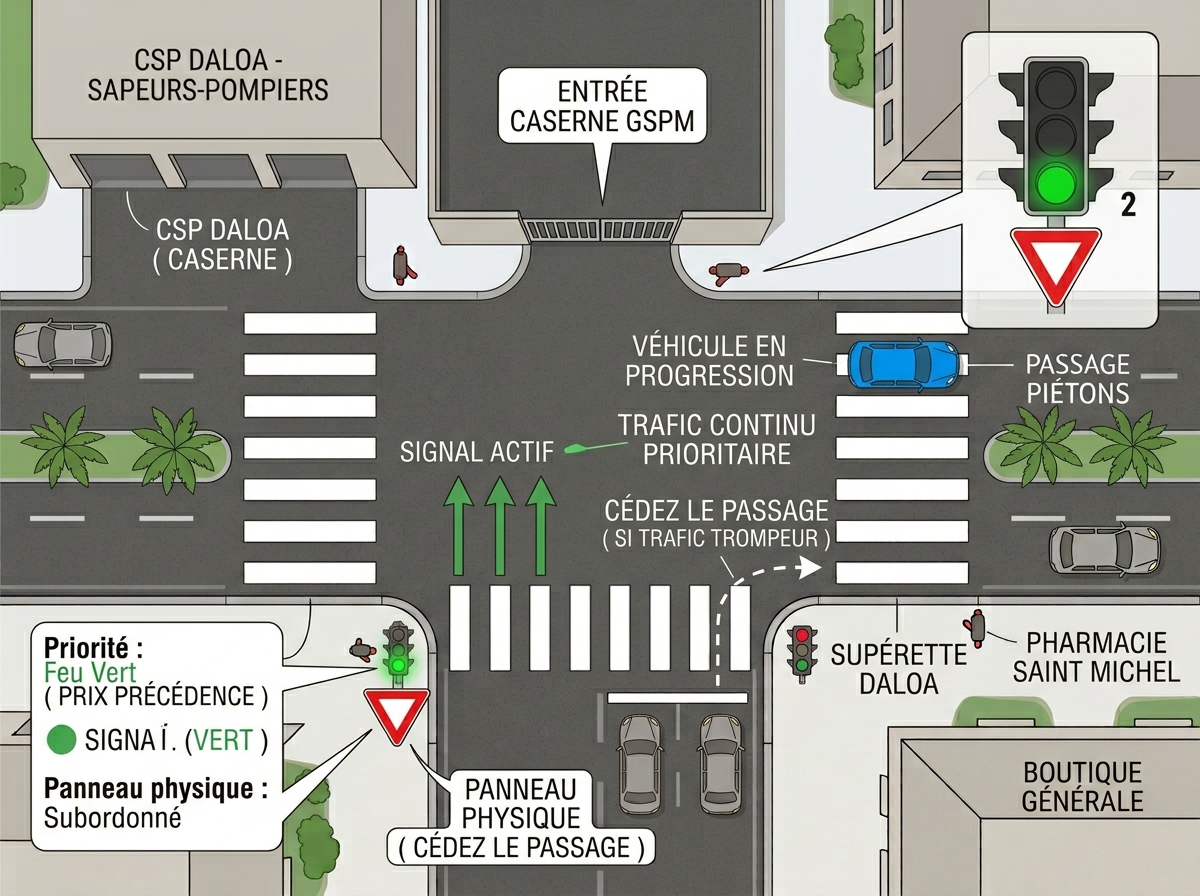 CSP DALOA -
SAPEURS-POMPIERS
ENTRÉE
CASERNE GSPM
2
CSP DALOA
( CASERNE )
VÉHICULE EN
PROGRESSION
PASSAGE
PIÉTONS
TRAFIC CONTINU
PRIORITAIRE
SIGNAL ACTIF
CÉDEZ LE PASSAGE
( SI TRAFIC TROMPEUR )
Priorité :
Feu Vert
( PRIX PRÉCÉDENCE )
SIGNAÏ. (VERT )
Panneau physique :
Subordonné
SUPÉRETTE
DALOA
PHARMACIE
SAINT MICHEL
PANNEAU
PHYSIQUE
( CÉDEZ LE PASSAGE )
BOUTIQUE
GÉNÉRALE